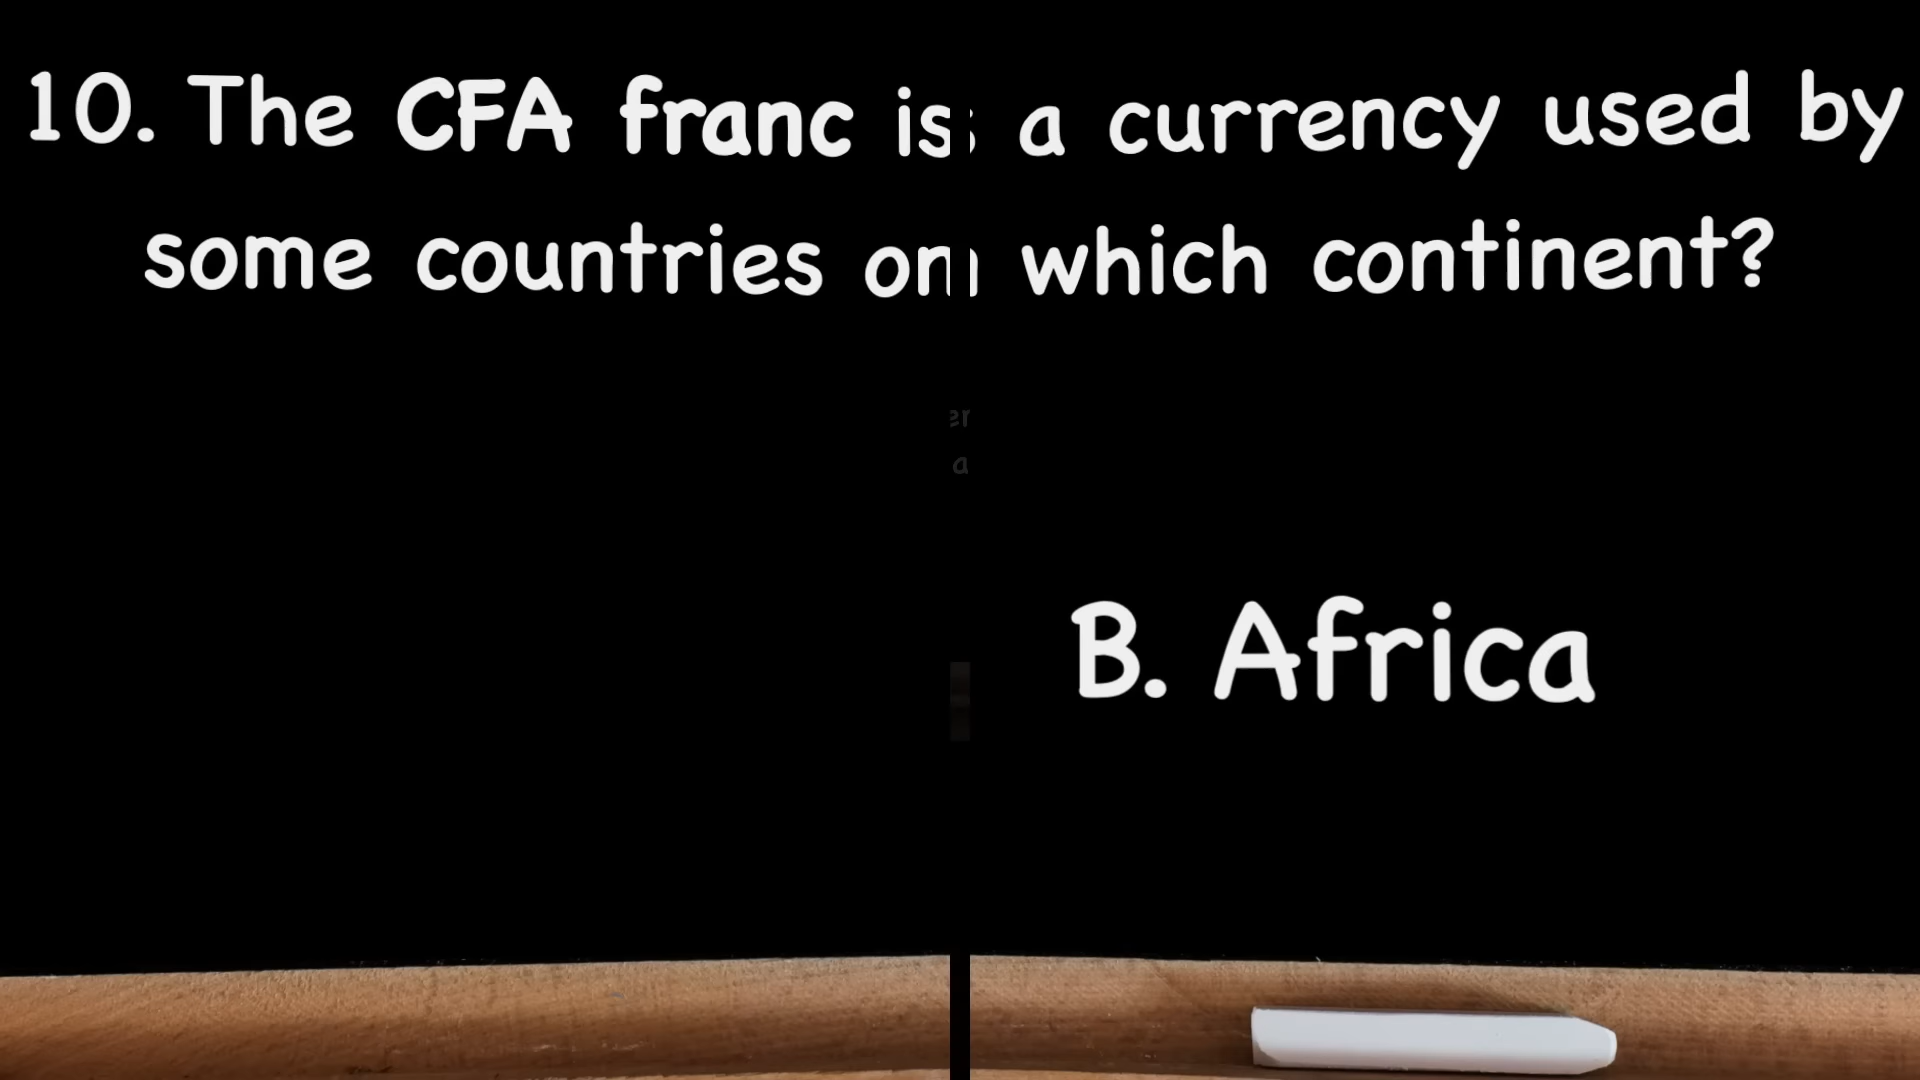 10. The CFA franc is a currency used by
some countries on which continent?
B. Africa